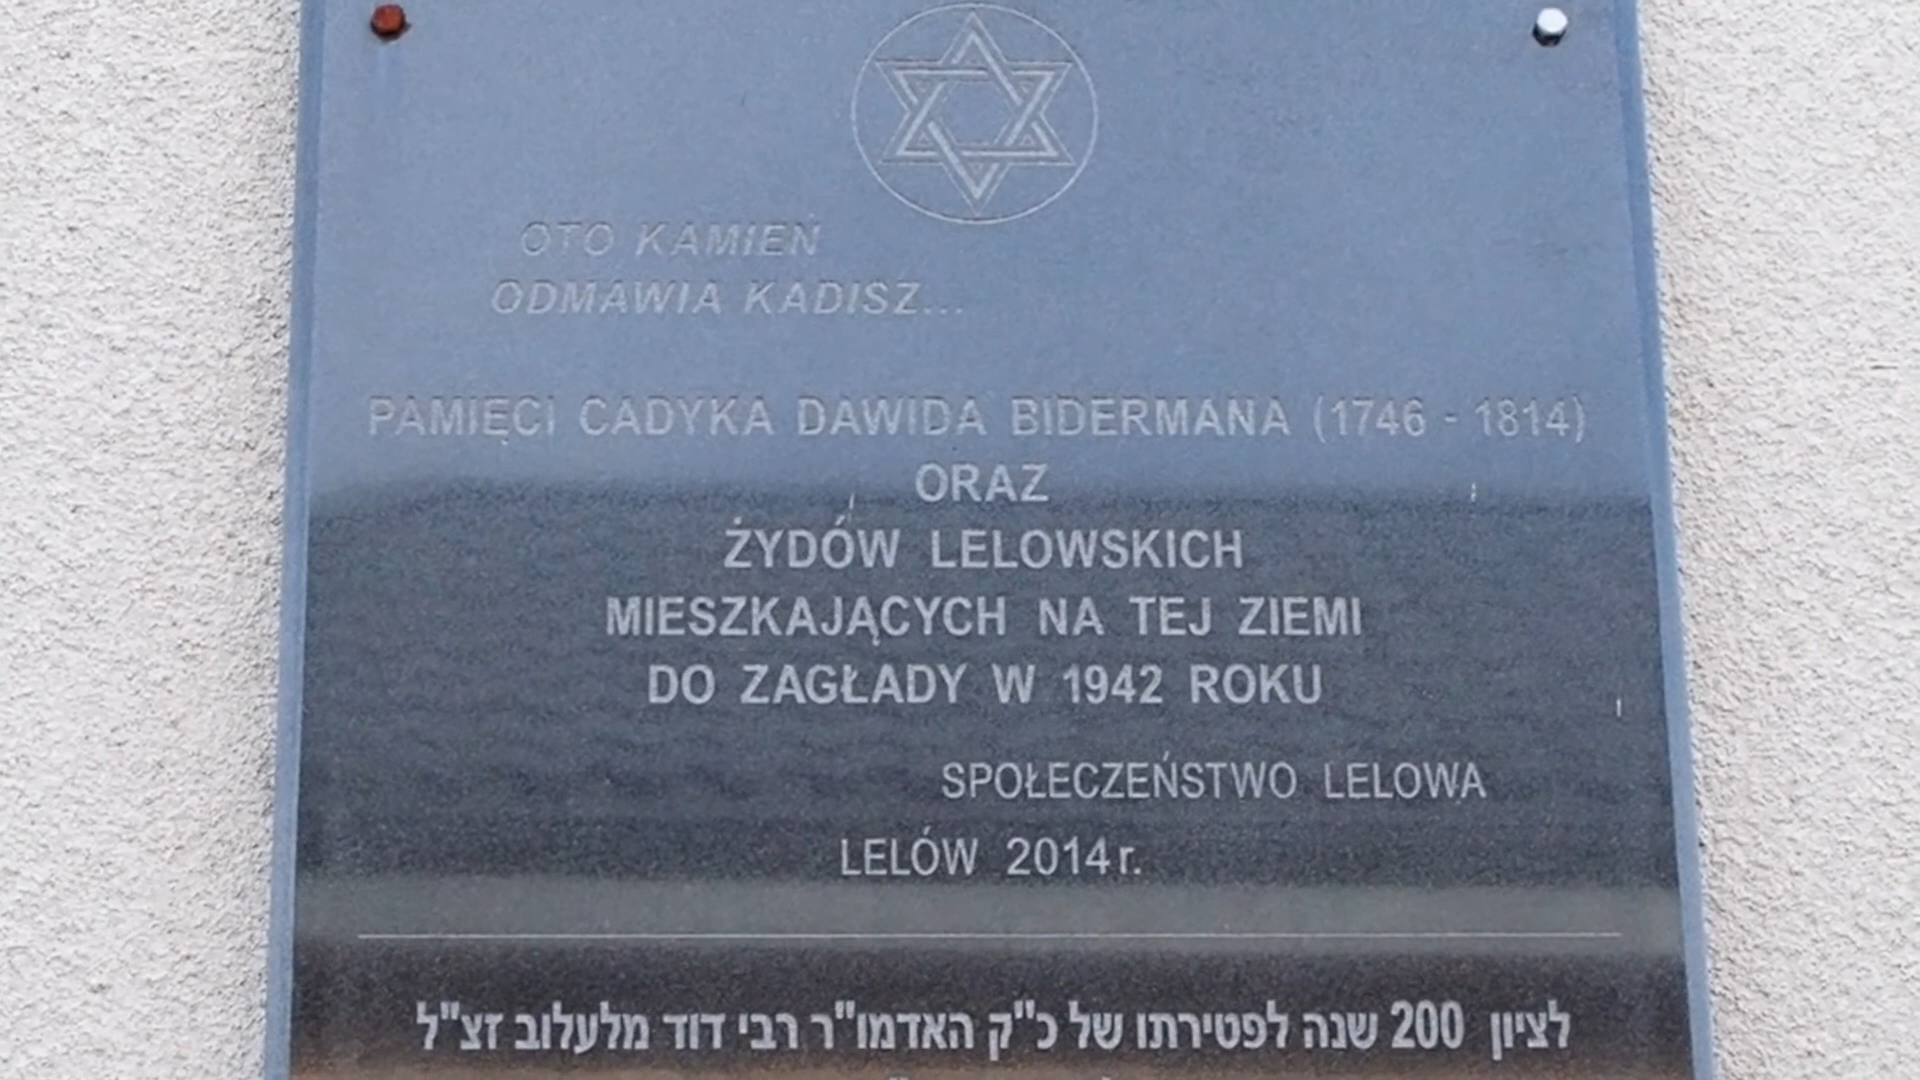 OTO KAMIEŃ
ODMAWIA KADISZ...
PAMIĘCI CADYKA DAWIDA BIDERMANA (1746 - 1814)
ORAZ
ŻYDÓW LELOWSKICH
MIESZKAJĄCYCH NA TEJ ZIEMI
DO ZAGŁADY W 1942 ROKU
SPOŁECZEŃSTWO LELOWA
LELÓW 2014 r.
לציון 200 שנה לפטירתו של כ"ק האדמו"ר רבי דוד מלעלוב זצ"ל